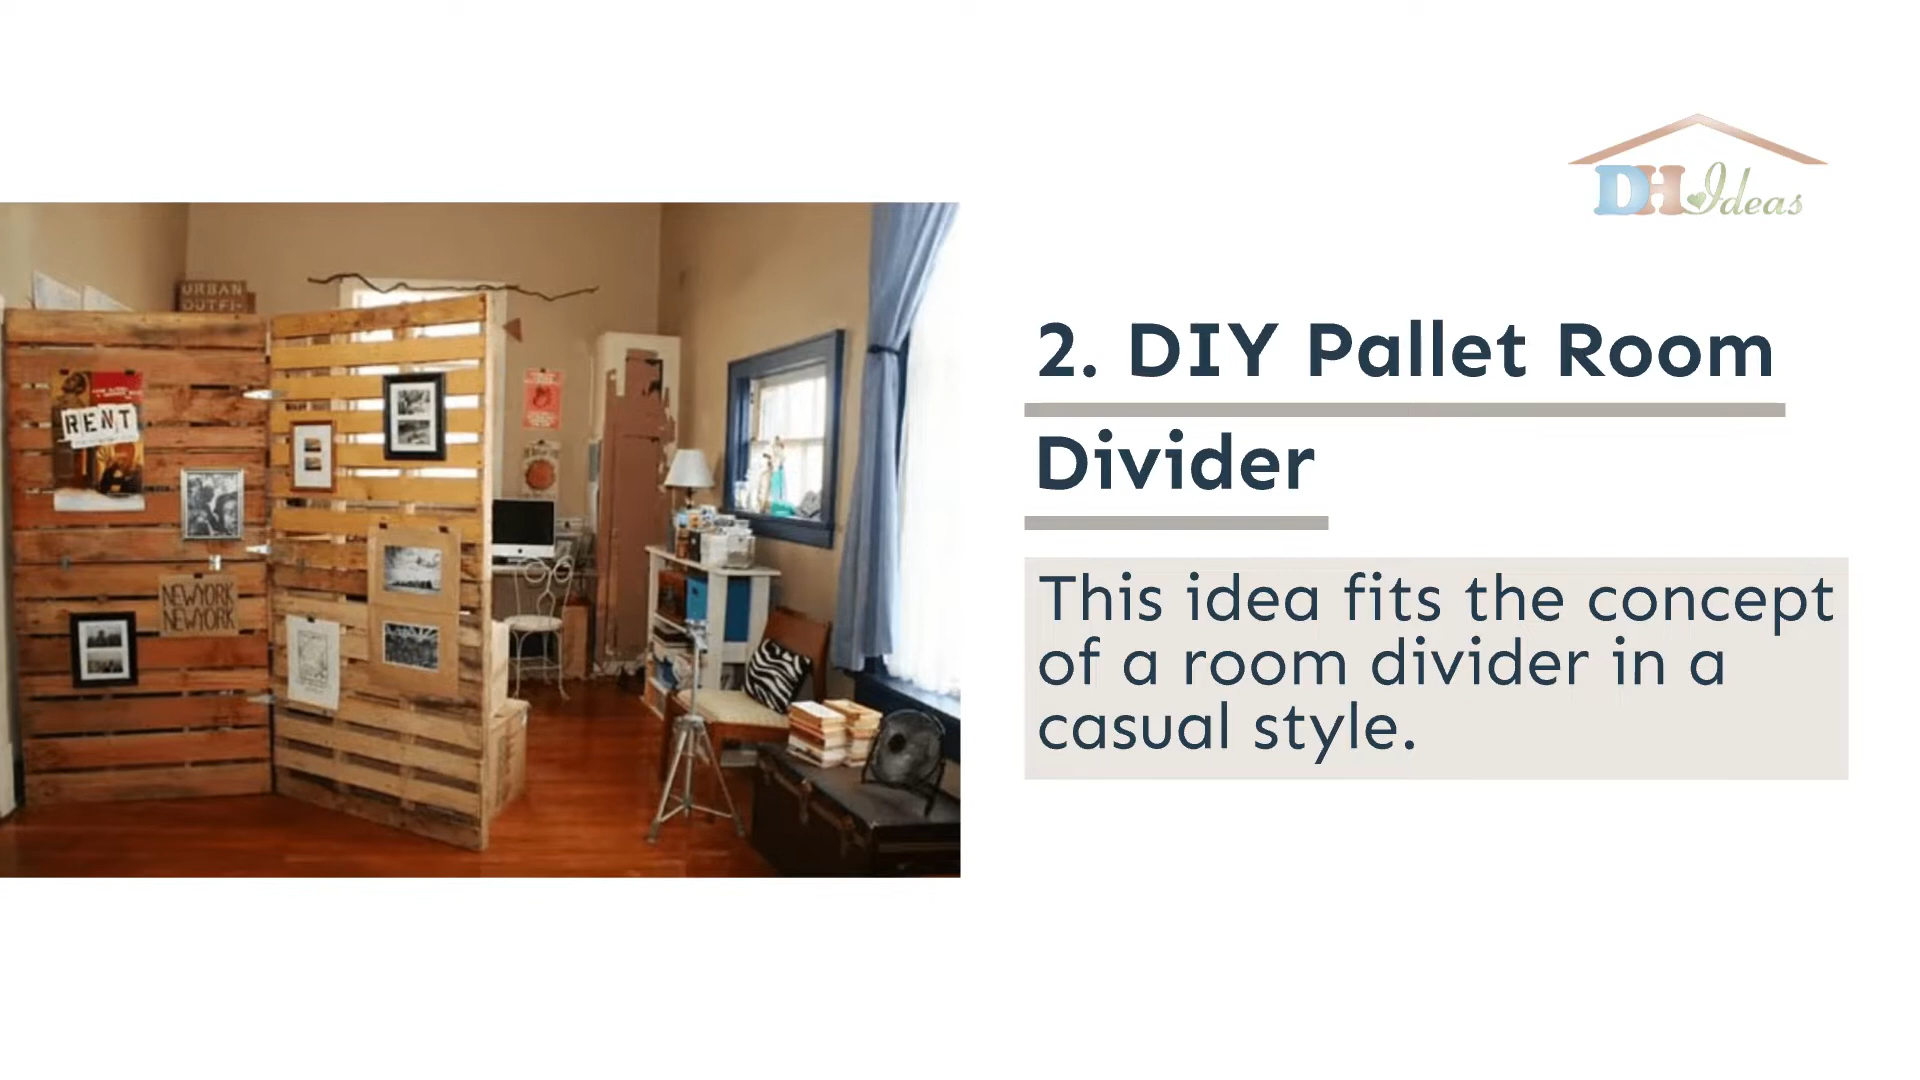 DH Ideas
2. DIY Pallet Room
Divider
This idea fits the concept
of a room divider in a
casual style.
URBAN
OUTFI-
RENT
NEWYORK
NEWYORK